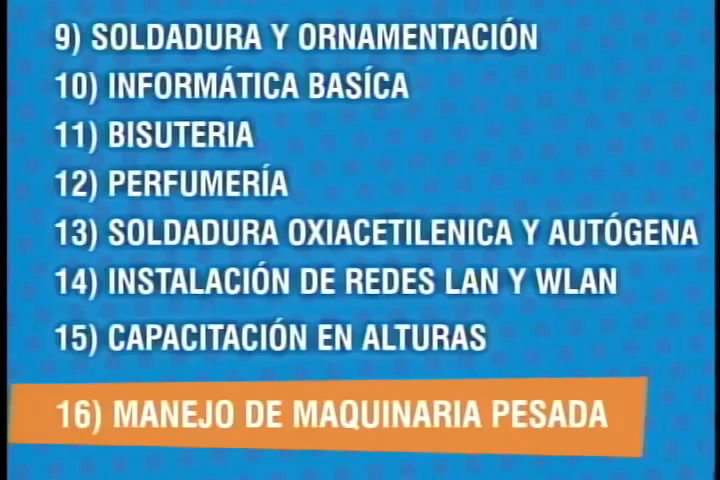 9) SOLDADURA Y ORNAMENTACIÓN
10) INFORMÁTICA BASÍCA
11) BISUTERIA
12) PERFUMERÍA
13) SOLDADURA OXIACETILENICA Y AUTÓGENA
14) INSTALACIÓN DE REDES LAN Y WLAN
15) CAPACITACIÓN EN ALTURAS
16) MANEJO DE MAQUINARIA PESADA